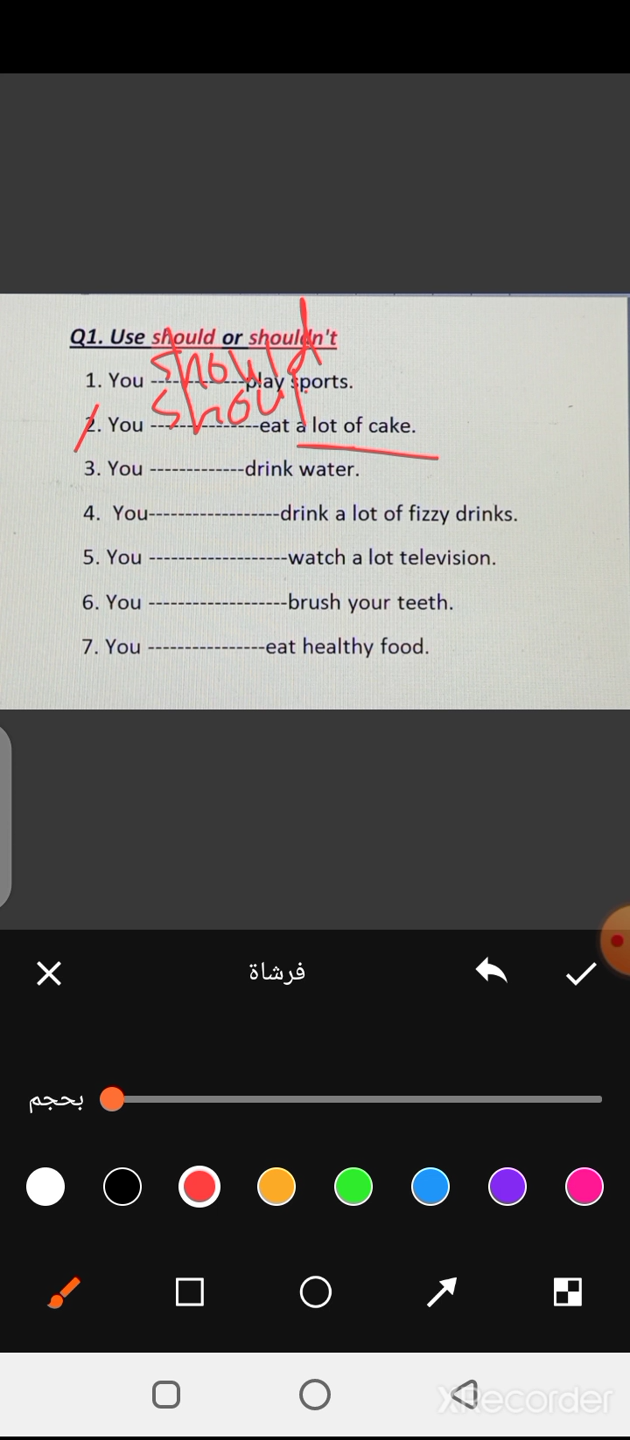 Q1. Use should or shouldn't
should
1. You ------------play sports.
shoul
2. You --------------eat a lot of cake.
3. You ------------drink water.
4. You-----------------drink a lot of fizzy drinks.
5. You ------------------watch a lot television.
6. You ------------------brush your teeth.
7. You ---------------eat healthy food.
فرشاة
بحجم
XRecorder